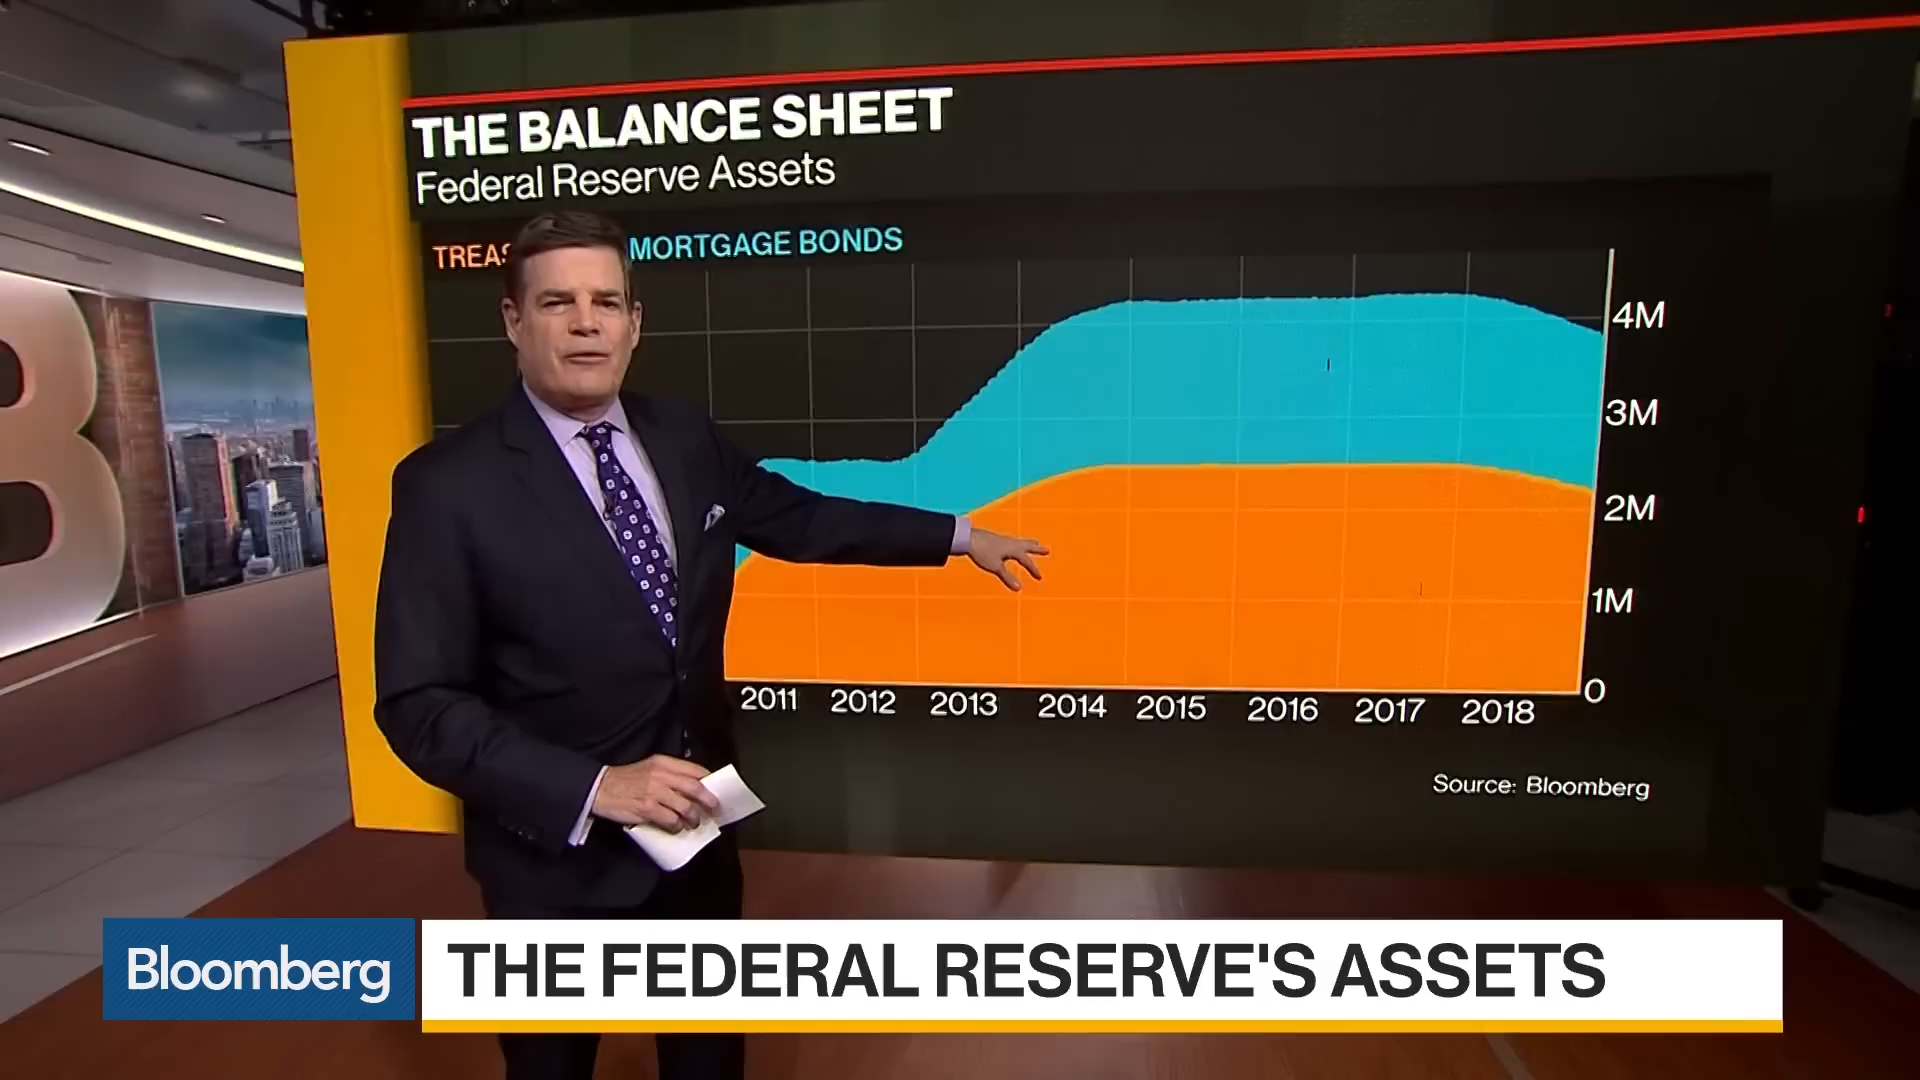 THE BALANCE SHEET
Federal Reserve Assets
MORTGAGE BONDS
4M
3M
2M
1M
0
2011 2012 2013 2014 2015 2016 2017 2018
Source: Bloomberg
Bloomberg
THE FEDERAL RESERVE'S ASSETS